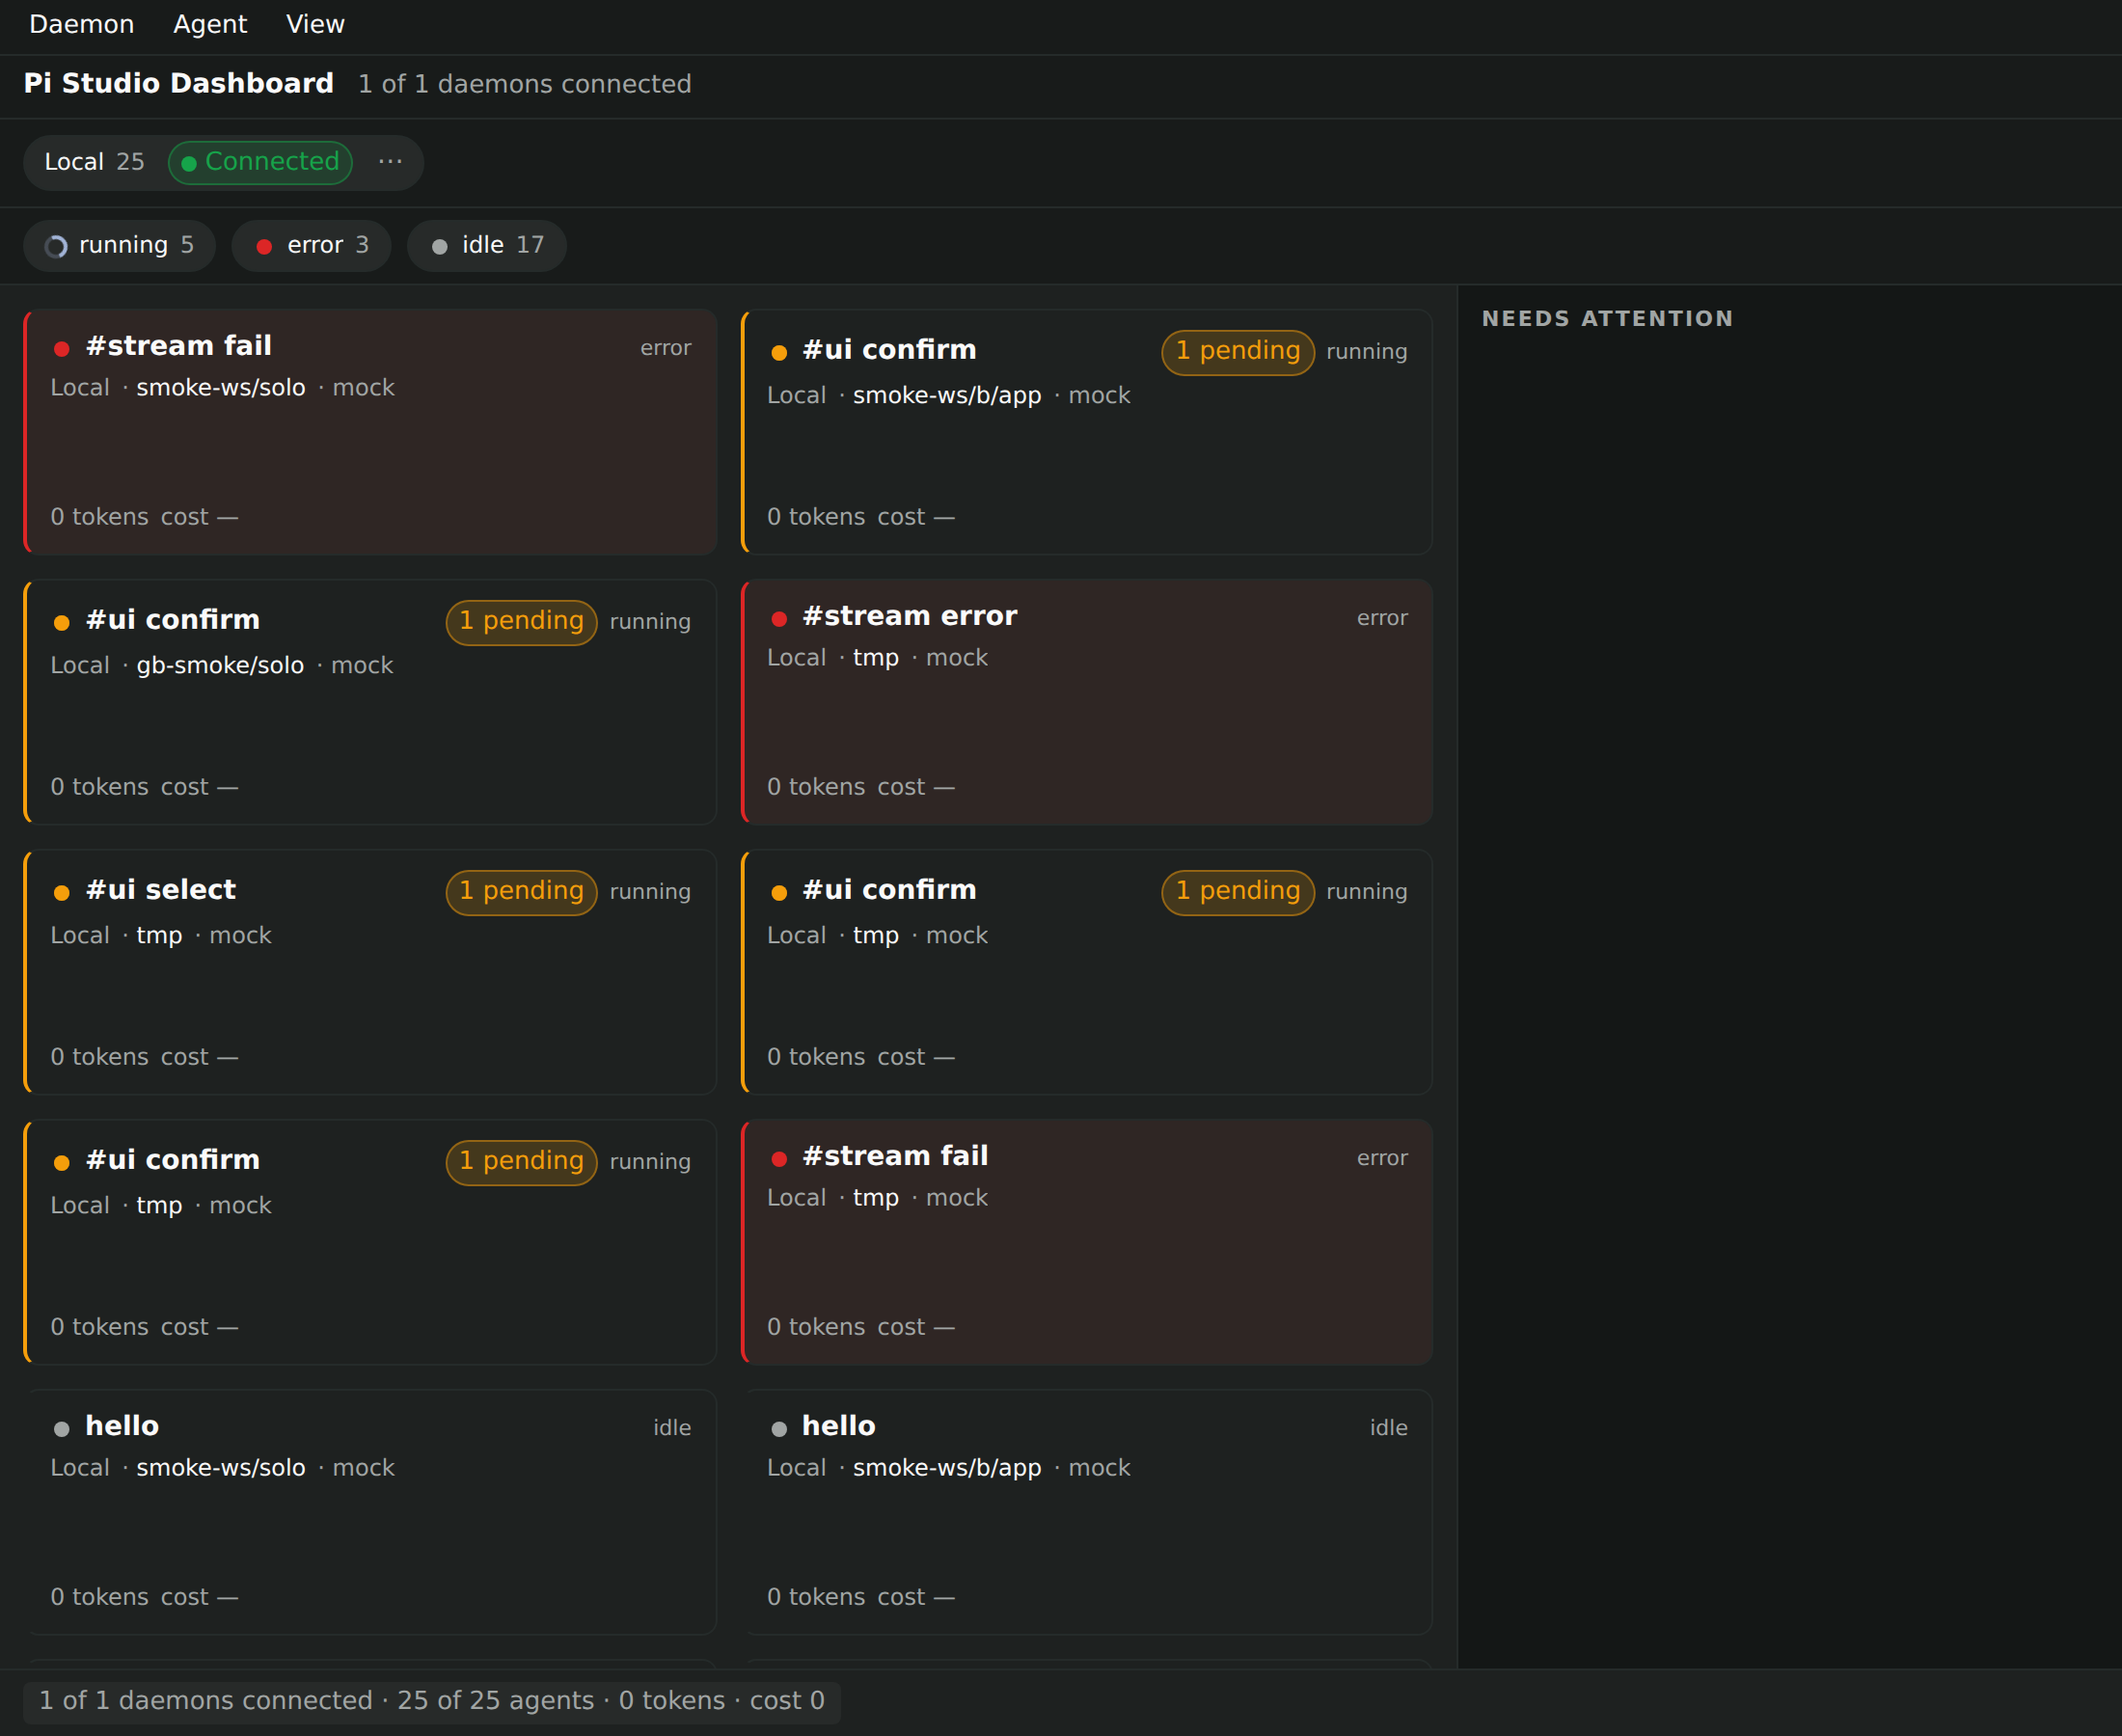 Daemon Agent View
Pi Studio Dashboard 1 of 1 daemons connected
Local 25 Connected ···
running 5 error 3 idle 17
#stream fail error
Local · smoke-ws/solo · mock
0 tokens cost —
#ui confirm 1 pending running
Local · smoke-ws/b/app · mock
0 tokens cost —
#ui confirm 1 pending running
Local · gb-smoke/solo · mock
0 tokens cost —
#stream error error
Local · tmp · mock
0 tokens cost —
#ui select 1 pending running
Local · tmp · mock
0 tokens cost —
#ui confirm 1 pending running
Local · tmp · mock
0 tokens cost —
#ui confirm 1 pending running
Local · tmp · mock
0 tokens cost —
#stream fail error
Local · tmp · mock
0 tokens cost —
hello idle
Local · smoke-ws/solo · mock
0 tokens cost —
hello idle
Local · smoke-ws/b/app · mock
0 tokens cost —
NEEDS ATTENTION
1 of 1 daemons connected · 25 of 25 agents · 0 tokens · cost 0